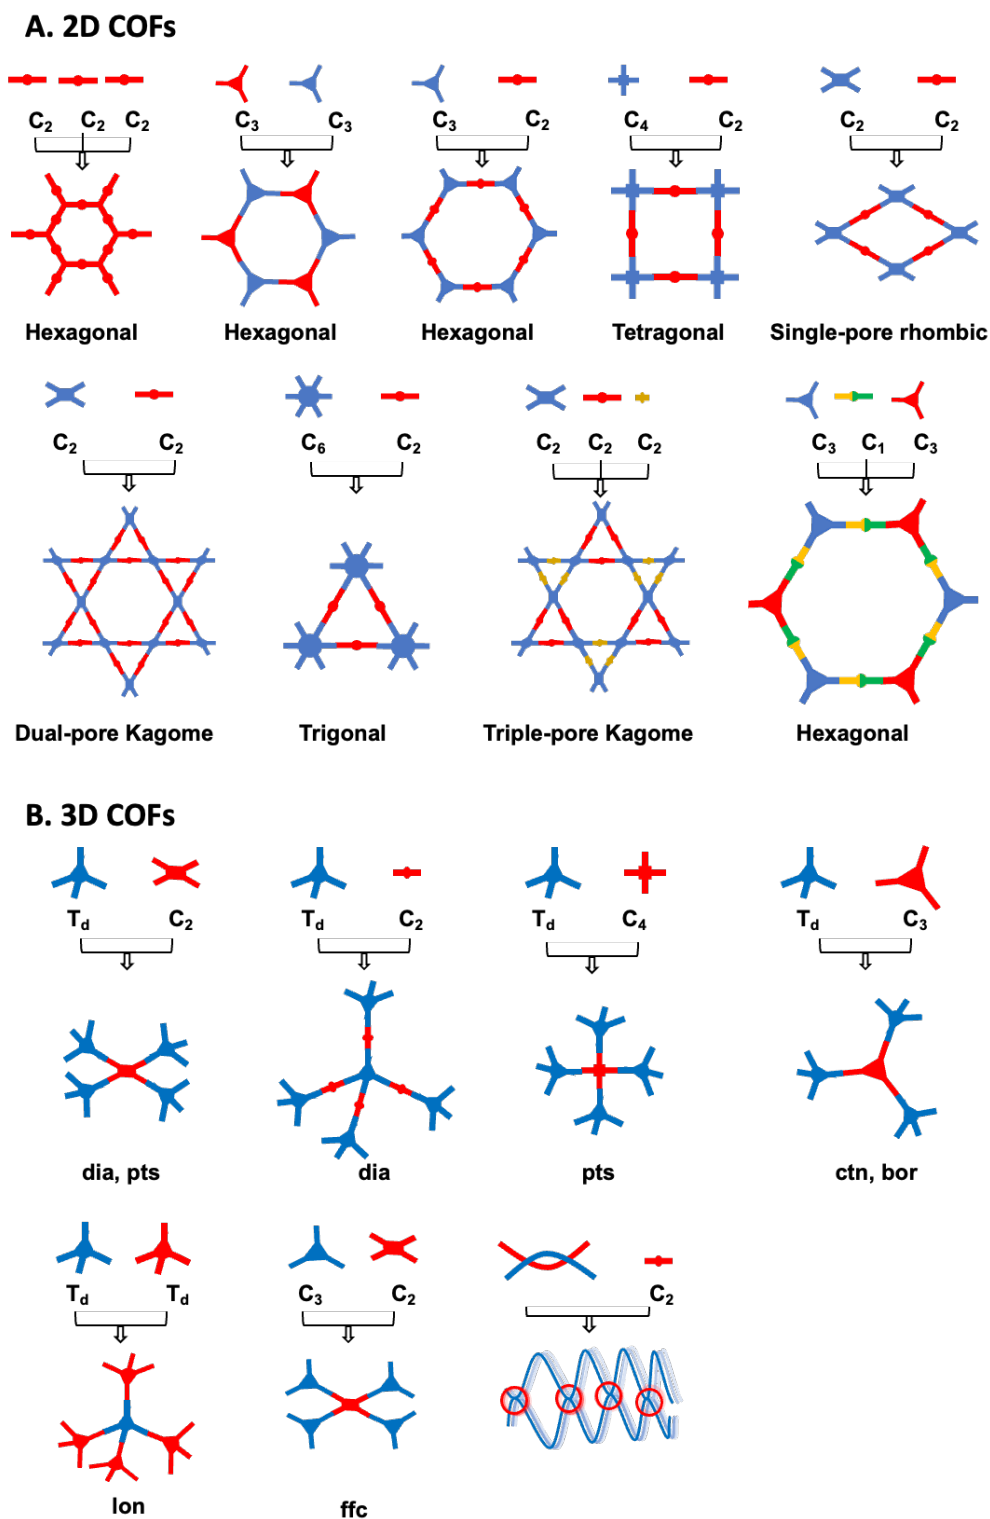 A. 2D COFs
C2 C2 C2 C3 C3 C3 C2 C4 C2 C2 C2
Hexagonal Hexagonal Hexagonal Tetragonal Single-pore rhombic
C2 C2 C6 C2 C2 C2 C2 C3 C1 C3
Dual-pore Kagome Trigonal Triple-pore Kagome Hexagonal
B. 3D COFs
Td C2 Td C2 Td C4 Td C3
dia, pts dia pts ctn, bor
Td Td C3 C2 C2
lon ffc